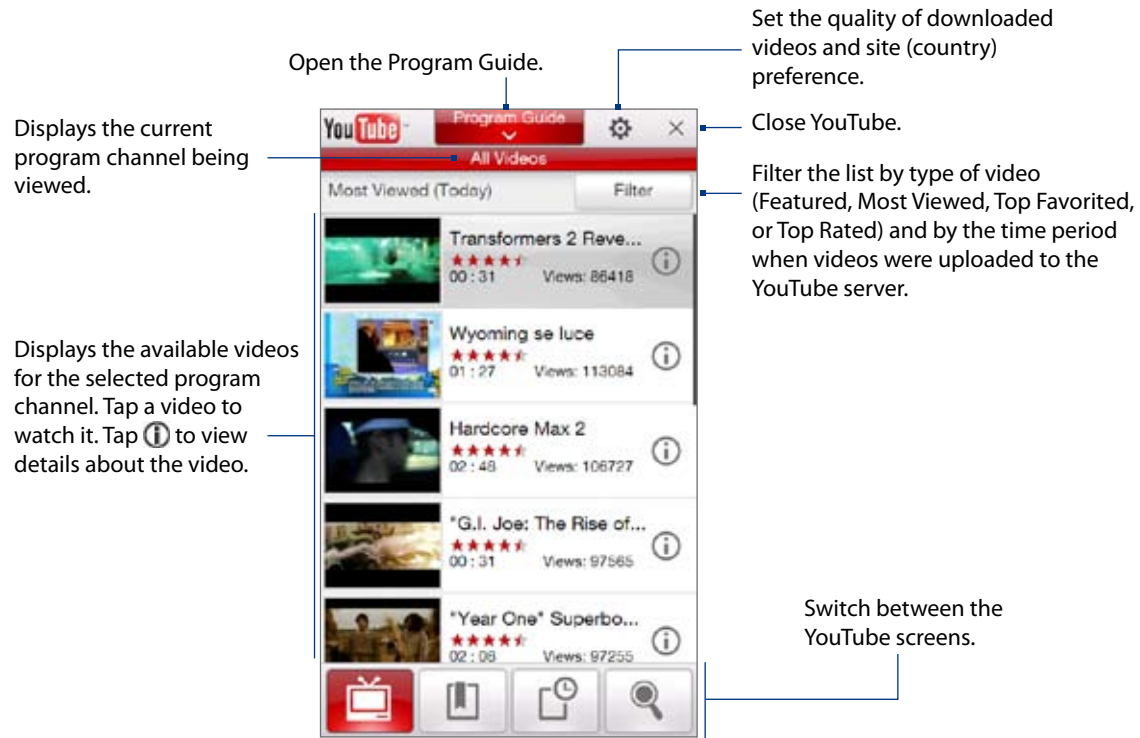 Set the quality of downloaded
videos and site (country)
preference.
Open the Program Guide.
Close YouTube.
Displays the current
program channel being
viewed.
Filter the list by type of video
(Featured, Most Viewed, Top Favorited,
or Top Rated) and by the time period
when videos were uploaded to the
YouTube server.
Displays the available videos
for the selected program
channel. Tap a video to
watch it. Tap ⓘ to view
details about the video.
Switch between the
YouTube screens.
YouTube Program Guide
All Videos
Most Viewed (Today) Filter
Transformers 2 Reve...
00 : 31 Views: 86418
Wyoming se luce
01 : 27 Views: 113084
Hardcore Max 2
02 : 48 Views: 106727
"G.I. Joe: The Rise of...
00 : 31 Views: 97565
"Year One" Superbo...
02 : 08 Views: 97255